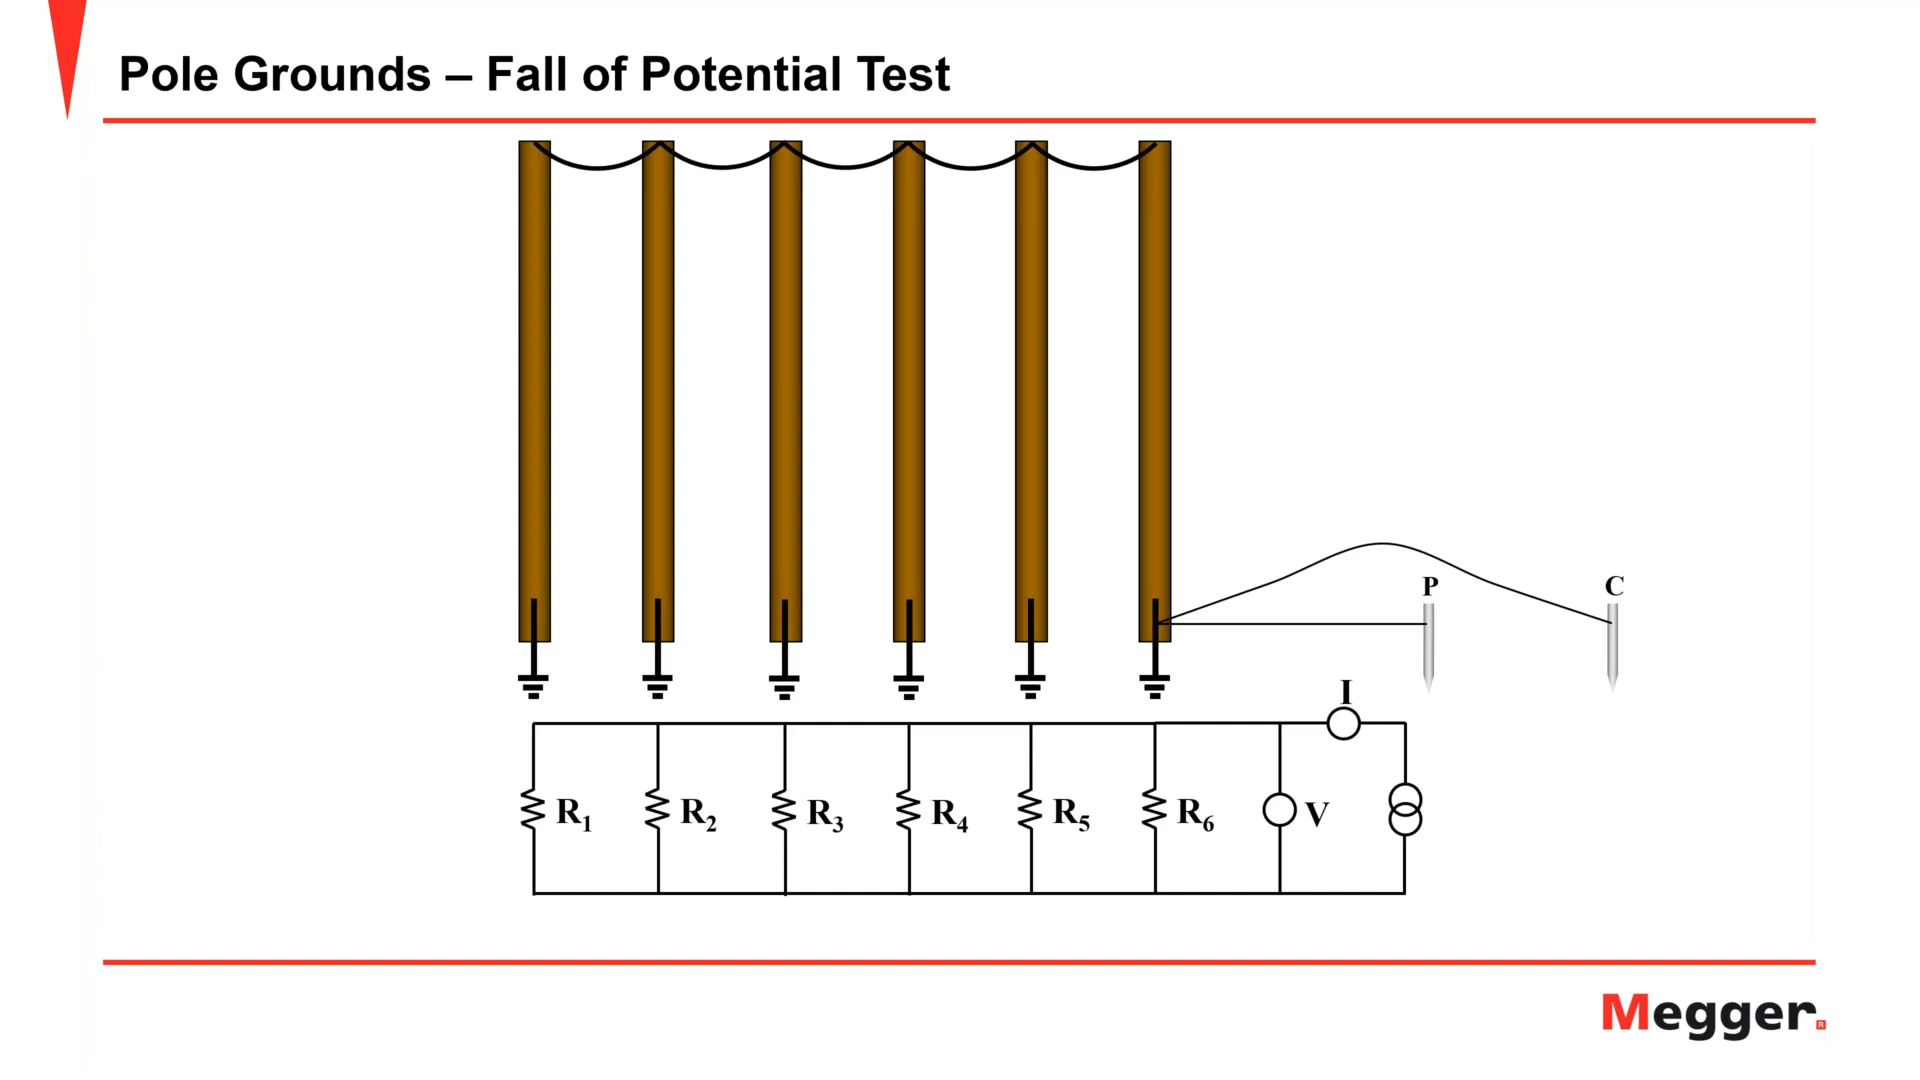 Pole Grounds – Fall of Potential Test
P
C
I
R1
R2
R3
R4
R5
R6
V
Megger®